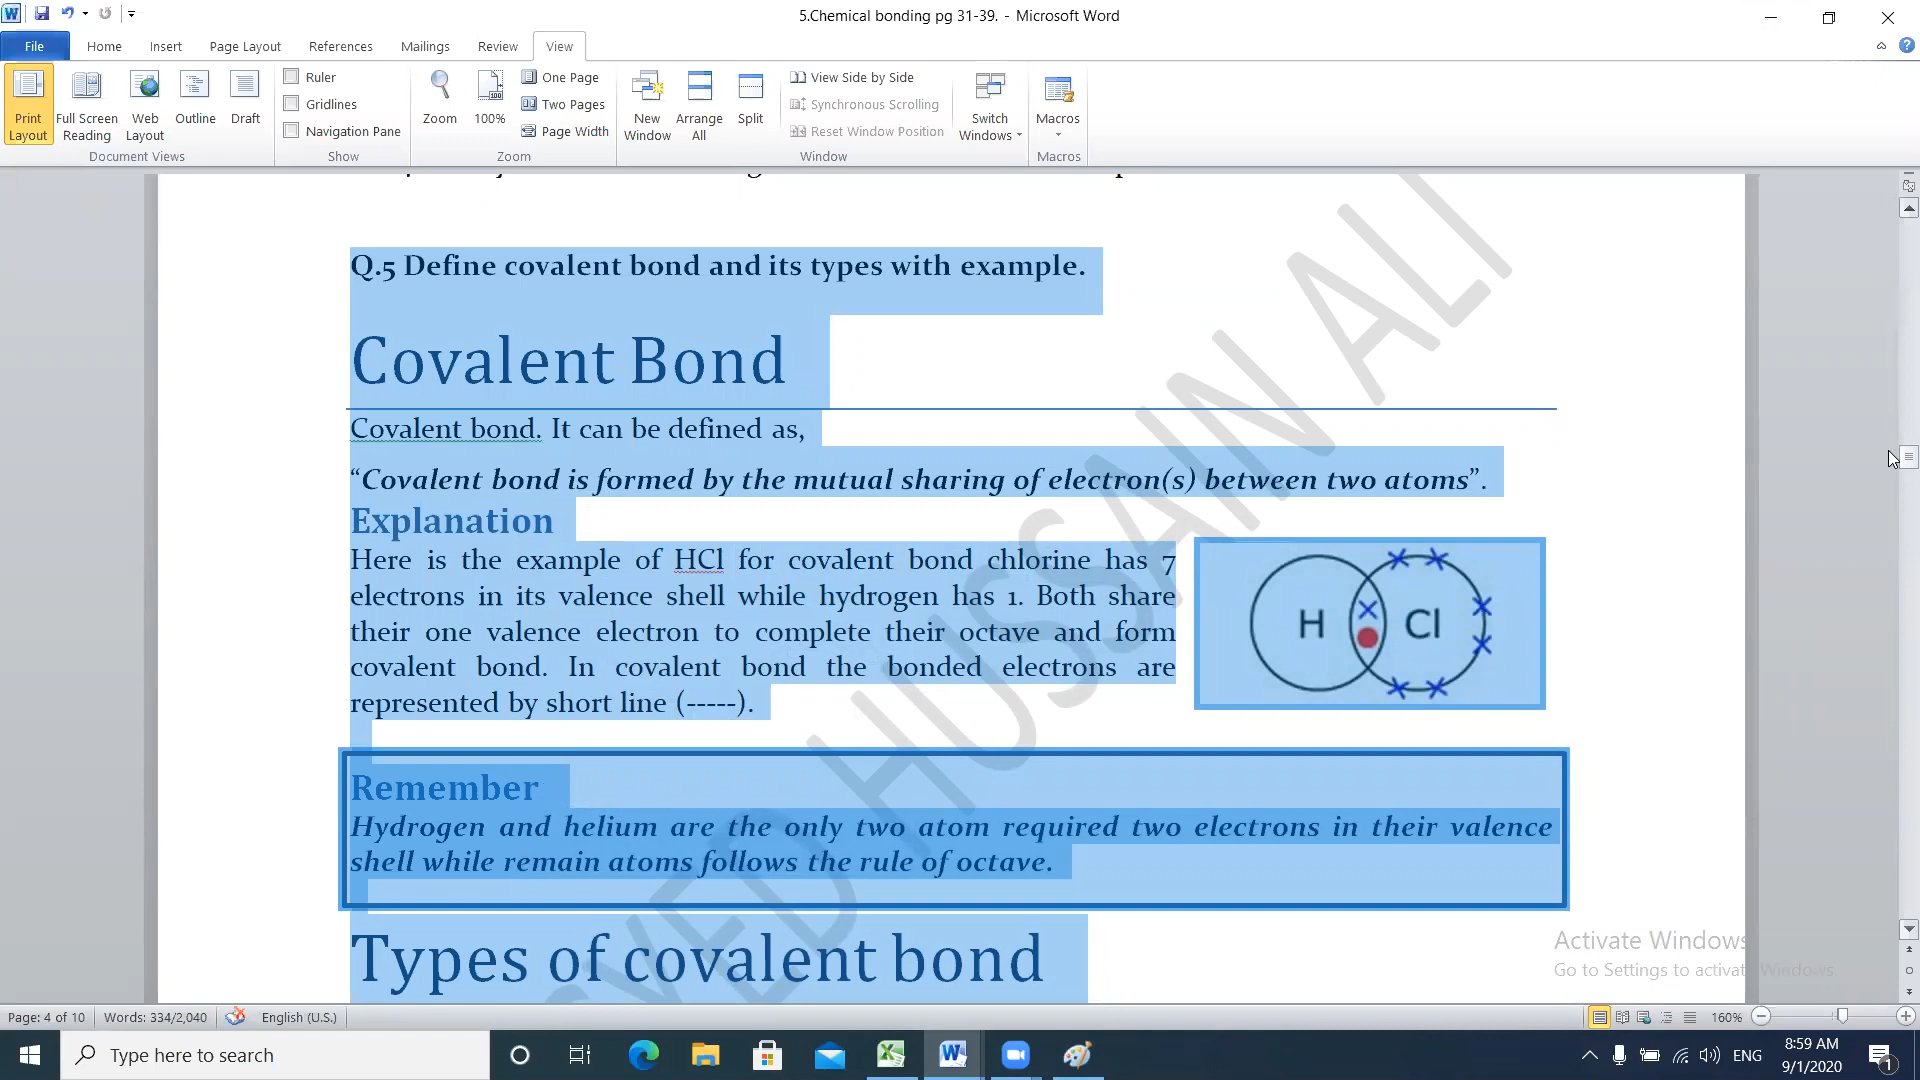 5.Chemical bonding pg 31-39. - Microsoft Word
File Home Insert Page Layout References Mailings Review View
Print Layout
Full Screen Reading
Web Layout
Outline
Draft
Document Views
Ruler
Gridlines
Navigation Pane
Show
Zoom
100%
One Page
Two Pages
Page Width
Zoom
New Window
Arrange All
Split
View Side by Side
Synchronous Scrolling
Reset Window Position
Window
Switch Windows
Macros
Macros
Q.5 Define covalent bond and its types with example.
Covalent Bond
Covalent bond. It can be defined as,
“Covalent bond is formed by the mutual sharing of electron(s) between two atoms”.
Explanation
Here is the example of HCl for covalent bond chlorine has 7
electrons in its valence shell while hydrogen has 1. Both share
their one valence electron to complete their octave and form
covalent bond. In covalent bond the bonded electrons are
represented by short line (-----).
H Cl
Remember
Hydrogen and helium are the only two atom required two electrons in their valence
shell while remain atoms follows the rule of octave.
Types of covalent bond
SYED HUSSAIN ALI
Activate Windows
Go to Settings to activate Windows.
Page: 4 of 10 Words: 334/2,040 English (U.S.) 160%
Type here to search
ENG
8:59 AM
9/1/2020
1